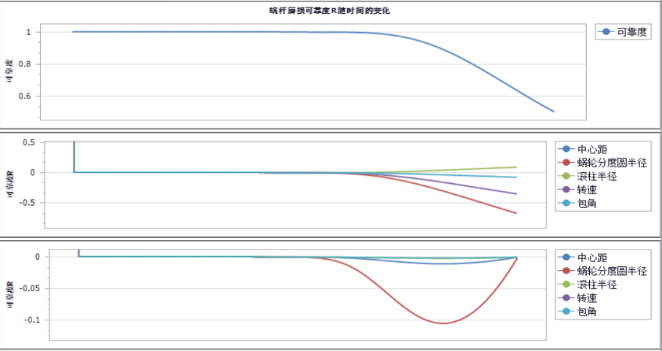 蜗杆磨损可靠度R随时间的变化
可靠度
1
0.8
0.6
可靠度
可靠度R
0.5
0
-0.5
中心距
蜗轮分度圆半径
滚柱半径
转速
包角
可靠度R
0
-0.05
-0.1
中心距
蜗轮分度圆半径
滚柱半径
转速
包角